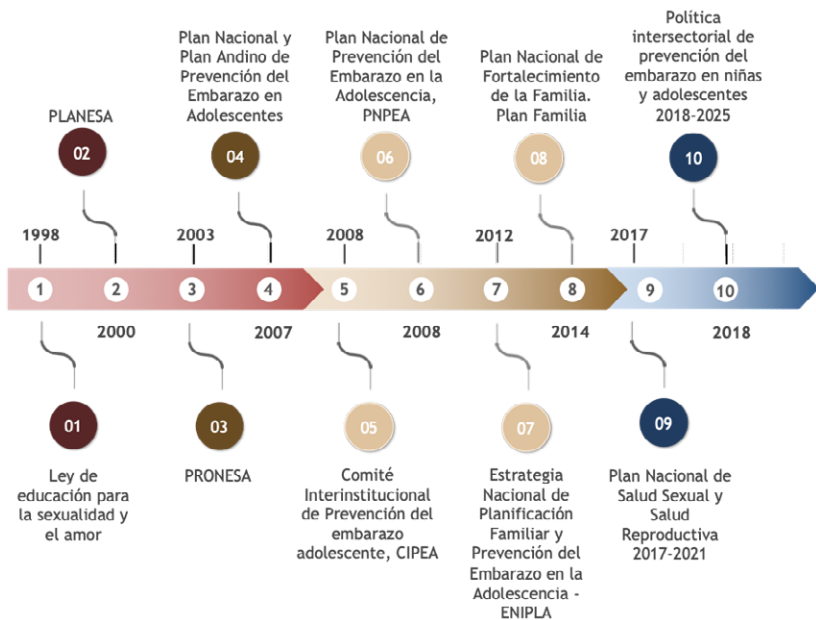 Política
intersectorial de
prevención del
embarazo en niñas
y adolescentes
2018-2025
Plan Nacional y
Plan Andino de
Prevención del
Embarazo en
Adolescentes
Plan Nacional de
Prevención del
Embarazo en la
Adolescencia,
PNPEA
Plan Nacional de
Fortalecimiento
de la Familia.
Plan Familia
PLANESA
02
04
06
08
10
1998
2003
2008
2012
2017
1
2
3
4
5
6
7
8
9
10
2000
2007
2008
2014
2018
01
03
05
07
09
Ley de
educación para
la sexualidad y
el amor
PRONESA
Comité
Interinstitucional
de Prevención del
embarazo
adolescente, CIPEA
Estrategia
Nacional de
Planificación
Familiar y
Prevención del
Embarazo en la
Adolescencia -
ENIPLA
Plan Nacional de
Salud Sexual y
Salud
Reproductiva
2017-2021